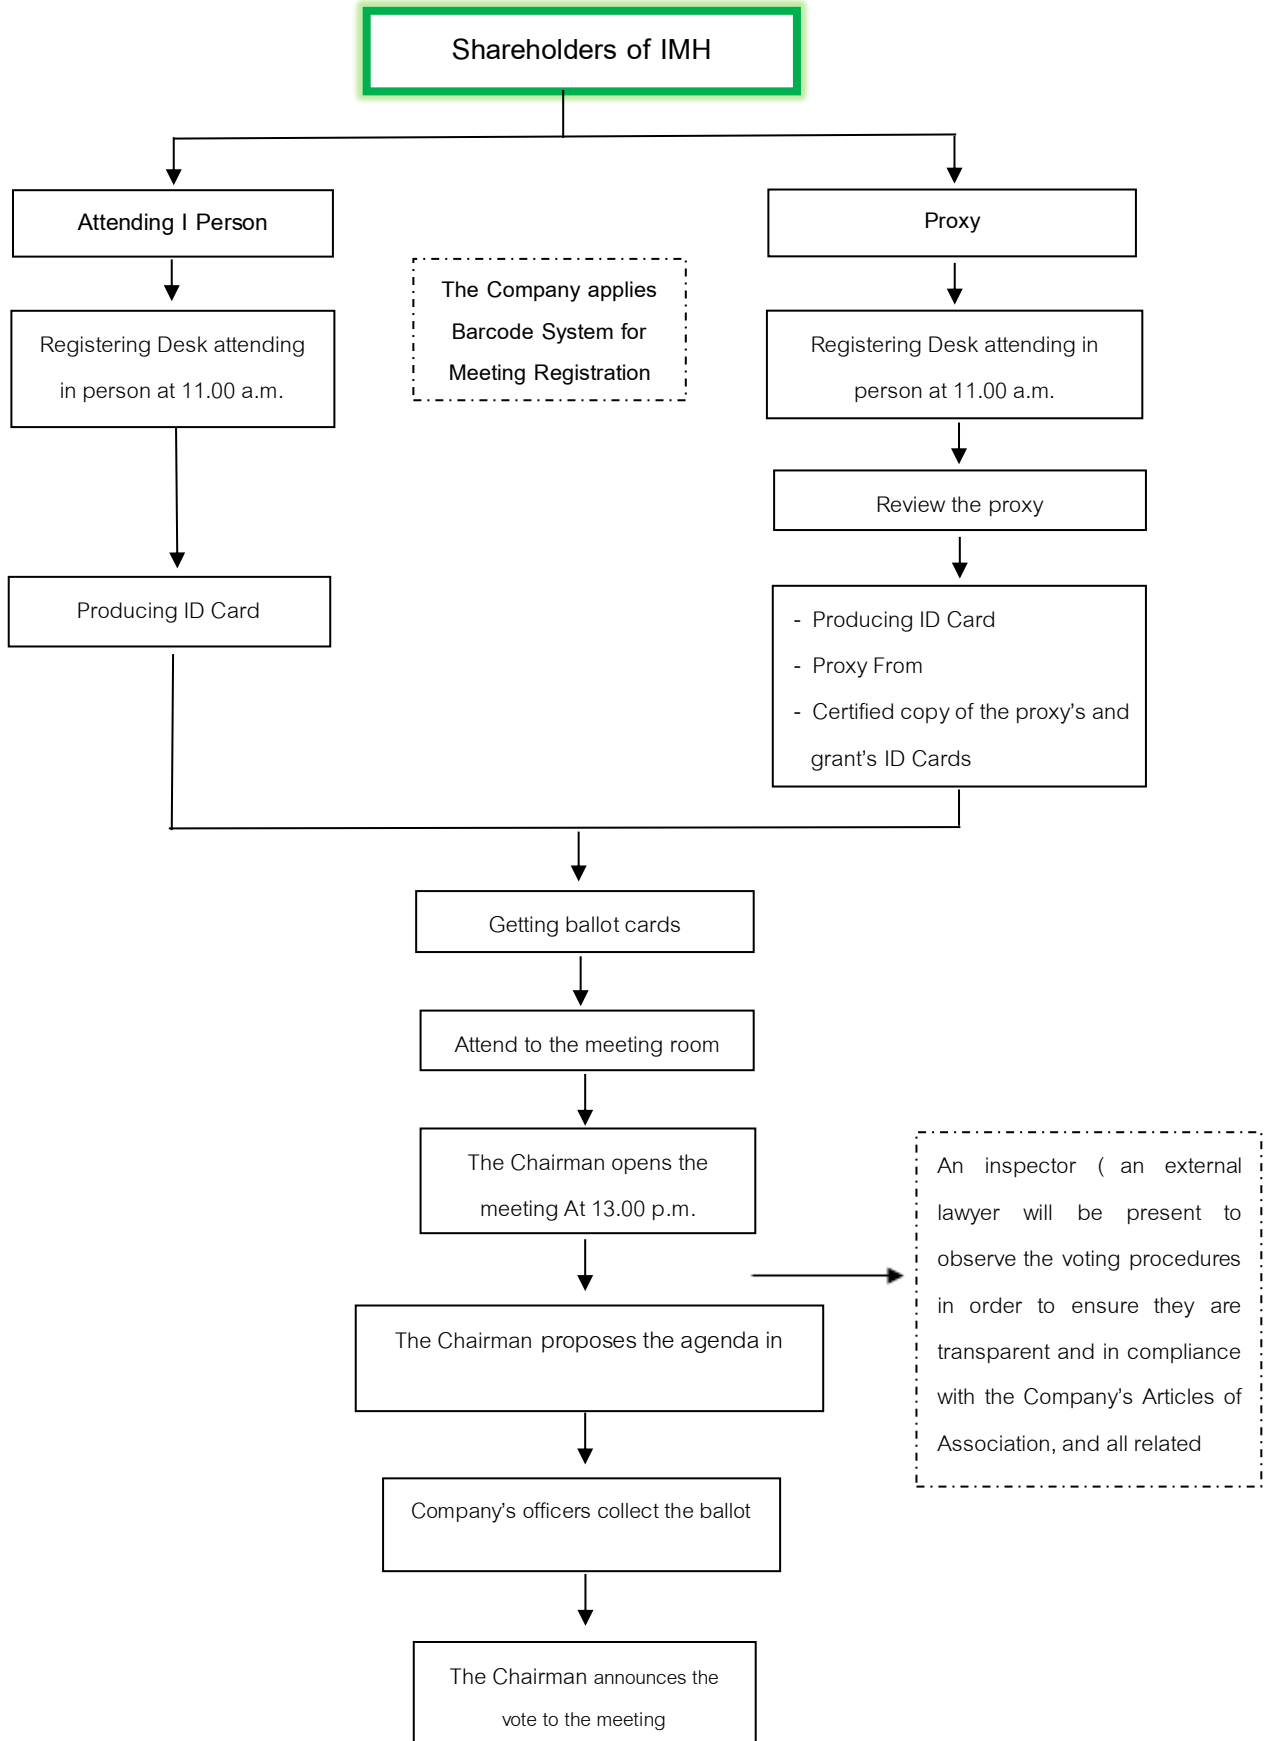 Shareholders of IMH
Attending I Person
Proxy
The Company applies
Barcode System for
Meeting Registration
Registering Desk attending
in person at 11.00 a.m.
Registering Desk attending in
person at 11.00 a.m.
Review the proxy
Producing ID Card
- Producing ID Card
- Proxy From
- Certified copy of the proxy’s and
grant’s ID Cards
Getting ballot cards
Attend to the meeting room
The Chairman opens the
meeting At 13.00 p.m.
An inspector ( an external
lawyer will be present to
observe the voting procedures
in order to ensure they are
transparent and in compliance
with the Company’s Articles of
Association, and all related
The Chairman proposes the agenda in
Company’s officers collect the ballot
The Chairman announces the
vote to the meeting